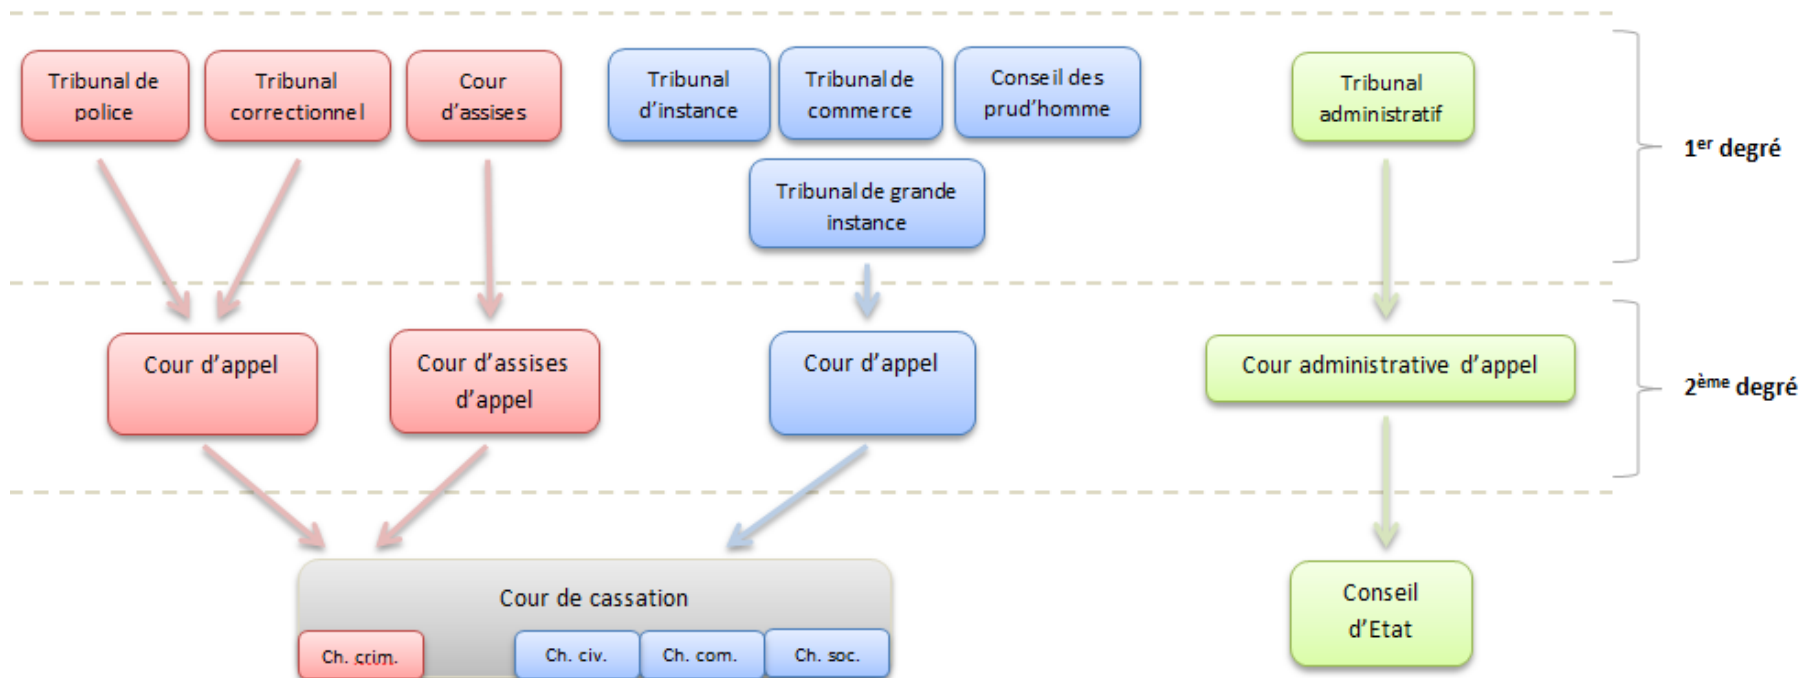 Tribunal de
police
Tribunal
correctionnel
Cour
d'assises
Tribunal
d'instance
Tribunal de
commerce
Conseil des
prud'homme
Tribunal
administratif
1er degré
Tribunal de grande
instance
Cour d'appel
Cour d'assises
d'appel
Cour d'appel
Cour administrative d'appel
2ème degré
Cour de cassation
Ch. crim.
Ch. civ.
Ch. com.
Ch. soc.
Conseil
d'Etat